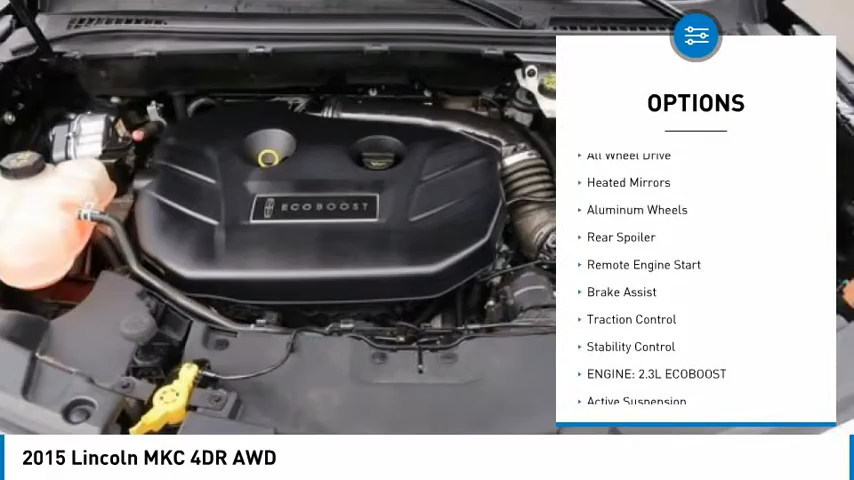 ECOBOOST
OPTIONS
All Wheel Drive
Heated Mirrors
Aluminum Wheels
Rear Spoiler
Remote Engine Start
Brake Assist
Traction Control
Stability Control
ENGINE: 2.3L ECOBOOST
Active Suspension
2015 Lincoln MKC 4DR AWD